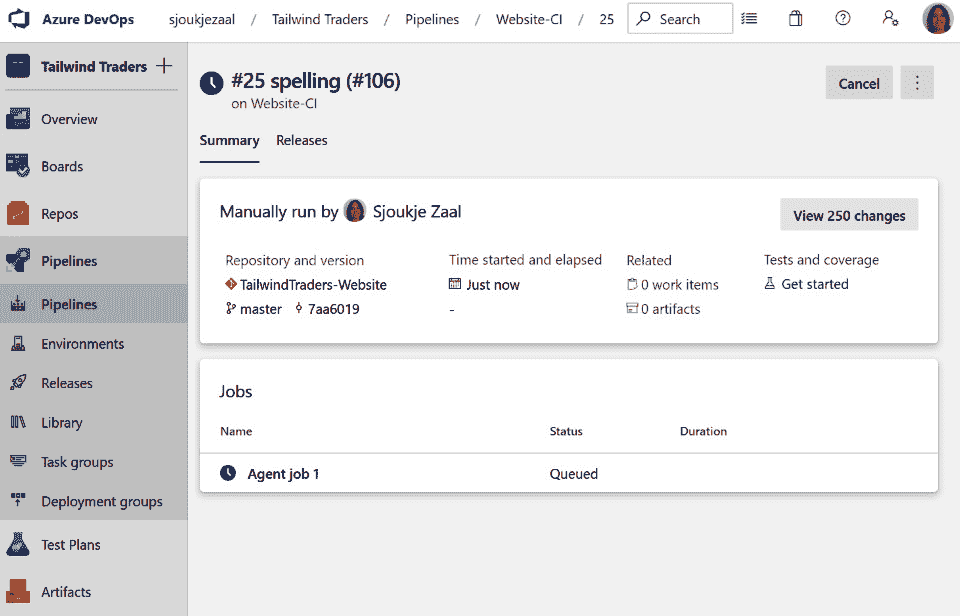 Azure DevOps sjoukjezaal / Tailwind Traders / Pipelines / Website-CI / 25 Search
Tailwind Traders
Overview
Boards
Repos
Pipelines
Pipelines
Environments
Releases
Library
Task groups
Deployment groups
Test Plans
Artifacts
#25 spelling (#106)
on Website-CI
Cancel
Summary Releases
Manually run by Sjoukje Zaal
View 250 changes
Repository and version Time started and elapsed Related Tests and coverage
TailwindTraders-Website Just now 0 work items Get started
master 7aa6019 - 0 artifacts
Jobs
Name Status Duration
Agent job 1 Queued